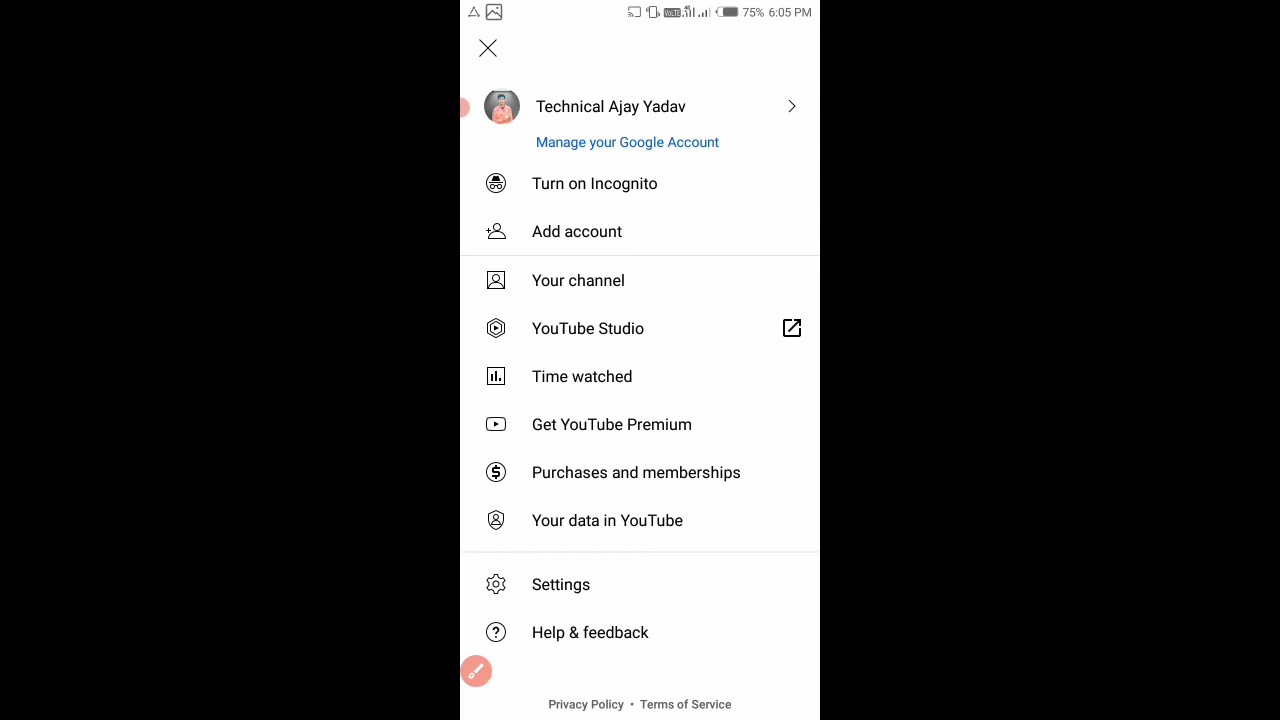 75% 6:05 PM
Technical Ajay Yadav
Manage your Google Account
Turn on Incognito
Add account
Your channel
YouTube Studio
Time watched
Get YouTube Premium
Purchases and memberships
Your data in YouTube
Settings
Help & feedback
Privacy Policy • Terms of Service